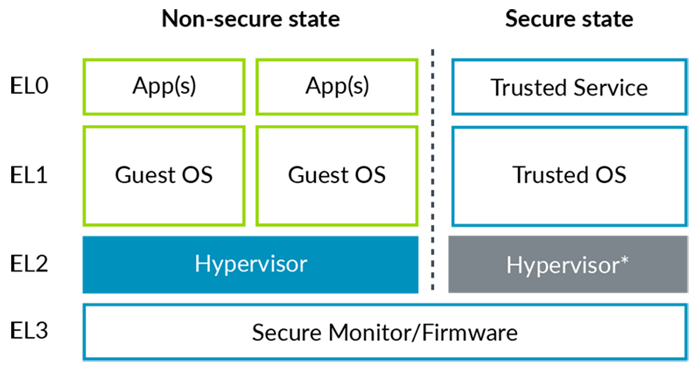 Non-secure state Secure state
EL0 App(s) App(s) Trusted Service
EL1 Guest OS Guest OS Trusted OS
EL2 Hypervisor Hypervisor*
EL3 Secure Monitor/Firmware